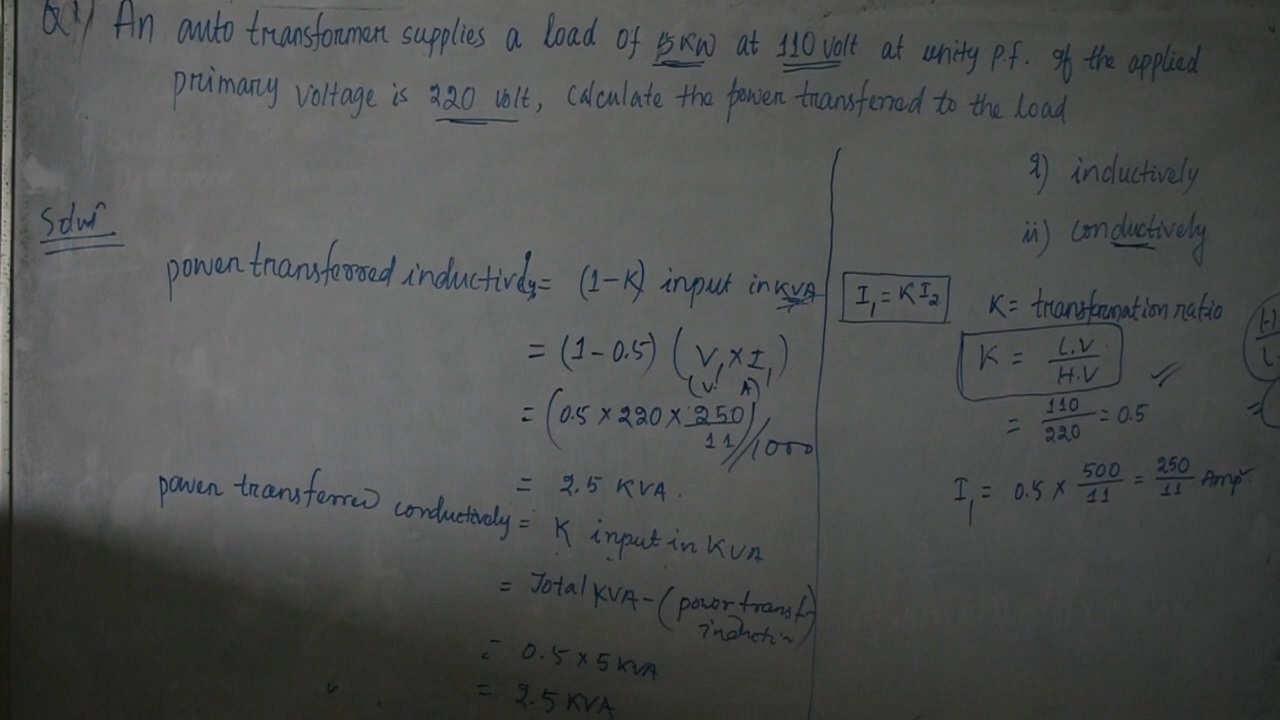 Q1) An auto transformer supplies a load of 5KW at 110 volt at unity p.f. If the applied
primary voltage is 220 volt, calculate the power transferred to the load
i) inductively
ii) conductively
Soluⁿ
power transferred inductively = (1-K) input in KVA
= (1-0.5) (V₁ × I₁)
(V A)
= (0.5 × 220 × 250/11)/1000
= 2.5 KVA.
power transferred conductively = K input in KVA
= Total KVA - (power transf
inductiv)
= 0.5 × 5 KVA
= 2.5 KVA
I₁ = KI₂
K = transformation ratio
K = L.V/H.V
= 110/220 = 0.5
I₁ = 0.5 × 500/11 = 250/11 Amp.